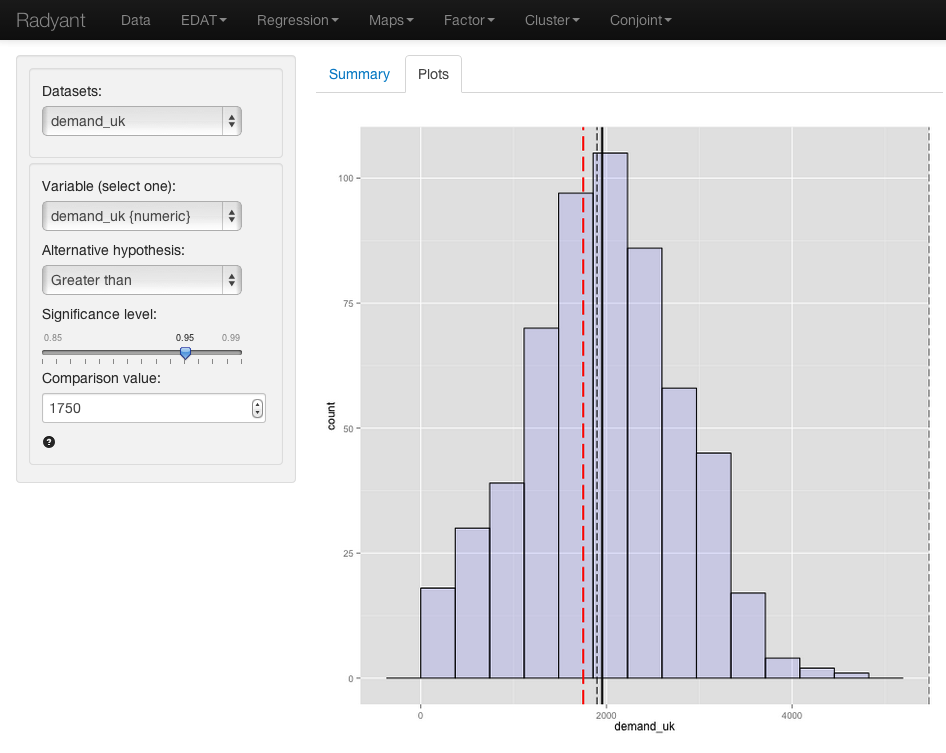 Radyant Data EDAT Regression Maps Factor Cluster Conjoint
Datasets:
demand_uk
Variable (select one):
demand_uk {numeric}
Alternative hypothesis:
Greater than
Significance level:
0.85 0.95 0.99
Comparison value:
1750
?
Summary Plots
100
75
50
25
0
count
0 2000 4000
demand_uk